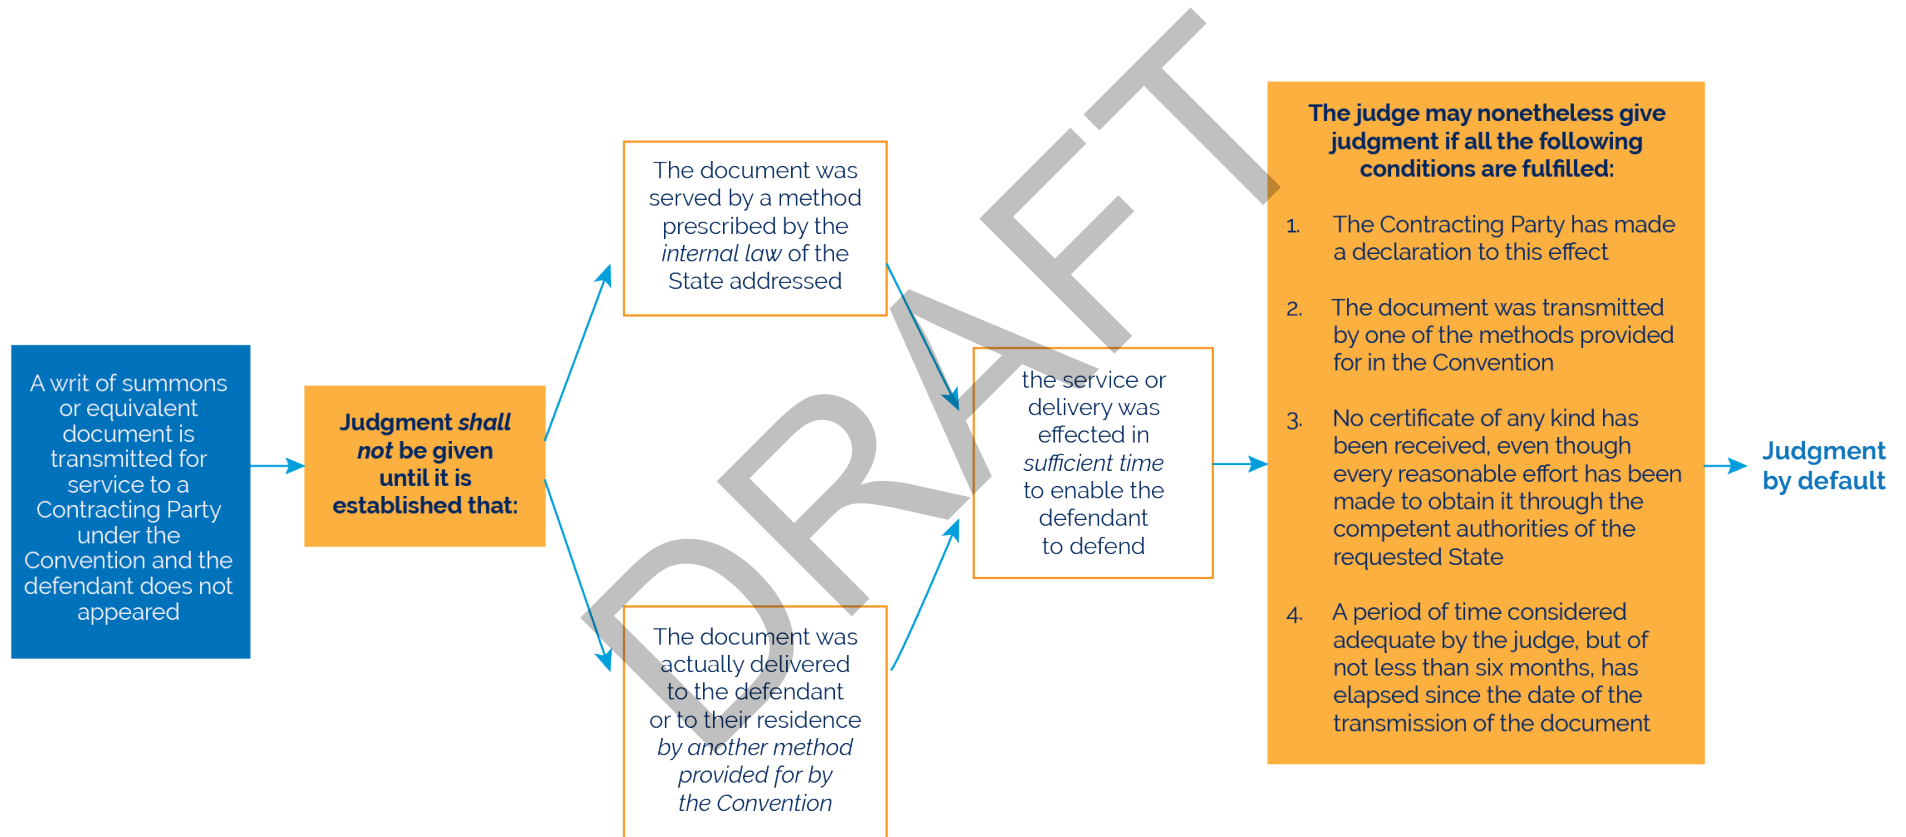 A writ of summons
or equivalent
document is
transmitted for
service to a
Contracting Party
under the
Convention and the
defendant does not
appeared
Judgment shall
not be given
until it is
established that:
The document was
served by a method
prescribed by the
internal law of the
State addressed
The document was
actually delivered
to the defendant
or to their residence
by another method
provided for by
the Convention
the service or
delivery was
effected in
sufficient time
to enable the
defendant
to defend
The judge may nonetheless give
judgment if all the following
conditions are fulfilled:
1. The Contracting Party has made
a declaration to this effect
2. The document was transmitted
by one of the methods provided
for in the Convention
3. No certificate of any kind has
been received, even though
every reasonable effort has been
made to obtain it through the
competent authorities of the
requested State
4. A period of time considered
adequate by the judge, but of
not less than six months, has
elapsed since the date of the
transmission of the document
Judgment
by default
DRAFT